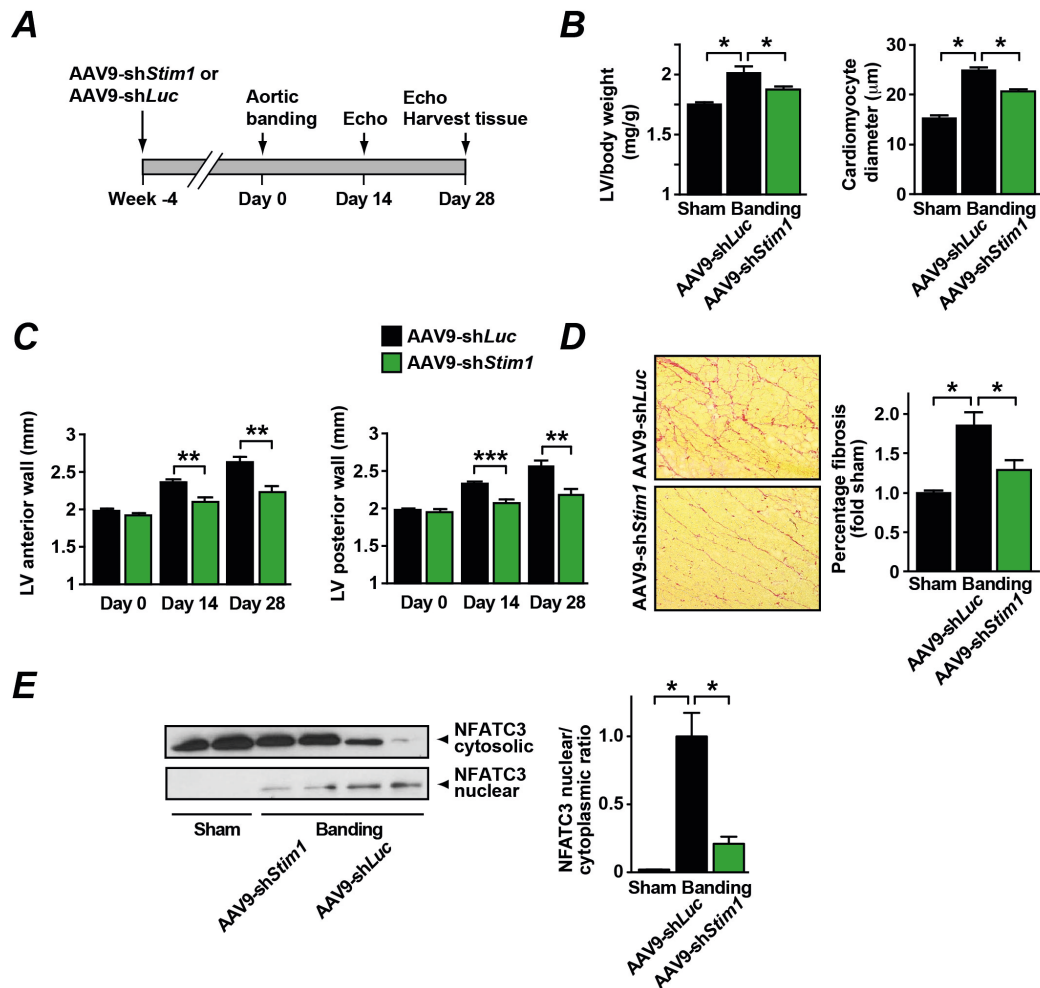 A
AAV9-shStim1 or
AAV9-shLuc
Aortic
banding
Echo
Echo
Harvest tissue
Week -4
Day 0
Day 14
Day 28
B
LV/body weight
(mg/g)
2
1.75
1
*
*
Sham Banding
AAV9-shLuc
AAV9-shStim1
Cardiomyocyte
diameter (µm)
30
20
10
0
*
*
Sham Banding
AAV9-shLuc
AAV9-shStim1
C
AAV9-shLuc
AAV9-shStim1
LV anterior wall (mm)
3
2.5
2
1.5
1
**
**
Day 0
Day 14
Day 28
LV posterior wall (mm)
3
2.5
2
1.5
1
***
**
Day 0
Day 14
Day 28
D
AAV9-shStim1 AAV9-shLuc
Percentage fibrosis
(fold sham)
2.0
1.5
1.0
0.5
0
*
*
Sham Banding
AAV9-shLuc
AAV9-shStim1
E
NFATC3
cytosolic
NFATC3
nuclear
Sham
Banding
AAV9-shStim1
AAV9-shLuc
NFATC3 nuclear/
cytoplasmic ratio
1.0
0.5
0
*
*
Sham Banding
AAV9-shLuc
AAV9-shStim1